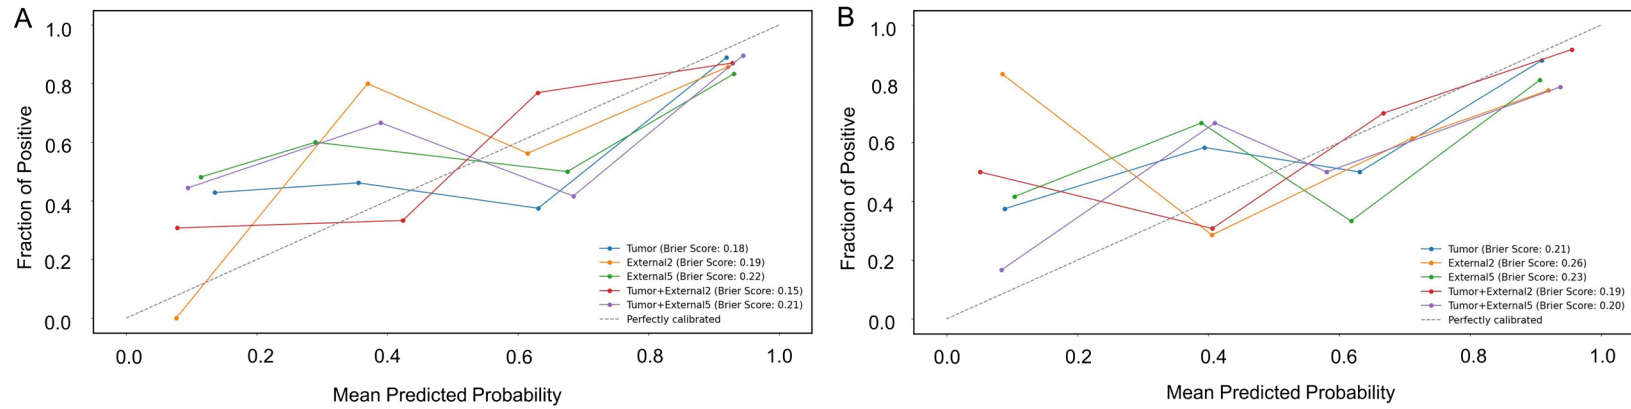 A
1.0
0.8
0.6
0.4
0.2
0.0
Fraction of Positive
Tumor (Brier Score: 0.18)
External2 (Brier Score: 0.19)
External5 (Brier Score: 0.22)
Tumor+External2 (Brier Score: 0.15)
Tumor+External5 (Brier Score: 0.21)
Perfectly calibrated
0.0 0.2 0.4 0.6 0.8 1.0
Mean Predicted Probability
B
1.0
0.8
0.6
0.4
0.2
0.0
Fraction of Positive
Tumor (Brier Score: 0.21)
External2 (Brier Score: 0.26)
External5 (Brier Score: 0.23)
Tumor+External2 (Brier Score: 0.19)
Tumor+External5 (Brier Score: 0.20)
Perfectly calibrated
0.0 0.2 0.4 0.6 0.8 1.0
Mean Predicted Probability